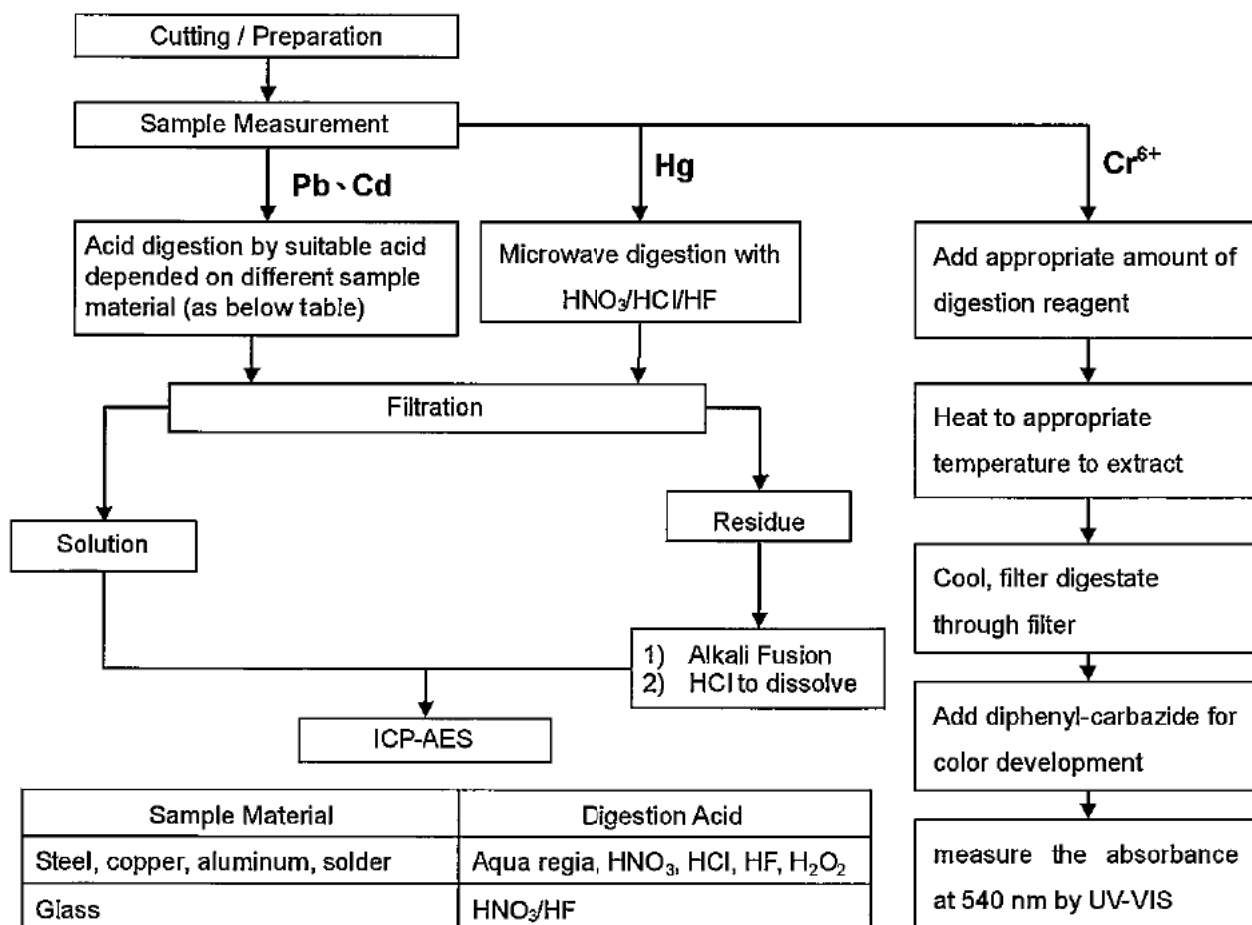 Cutting / Preparation
Sample Measurement
Pb、Cd
Hg
Cr⁶⁺
Acid digestion by suitable acid
depended on different sample
material (as below table)
Microwave digestion with
HNO₃/HCl/HF
Add appropriate amount of
digestion reagent
Filtration
Heat to appropriate
temperature to extract
Solution
Residue
Cool, filter digestate
through filter
1) Alkali Fusion
2) HCl to dissolve
ICP-AES
Add diphenyl-carbazide for
color development
Sample Material Digestion Acid
Steel, copper, aluminum, solder Aqua regia, HNO₃, HCl, HF, H₂O₂
Glass HNO₃/HF
measure the absorbance
at 540 nm by UV-VIS